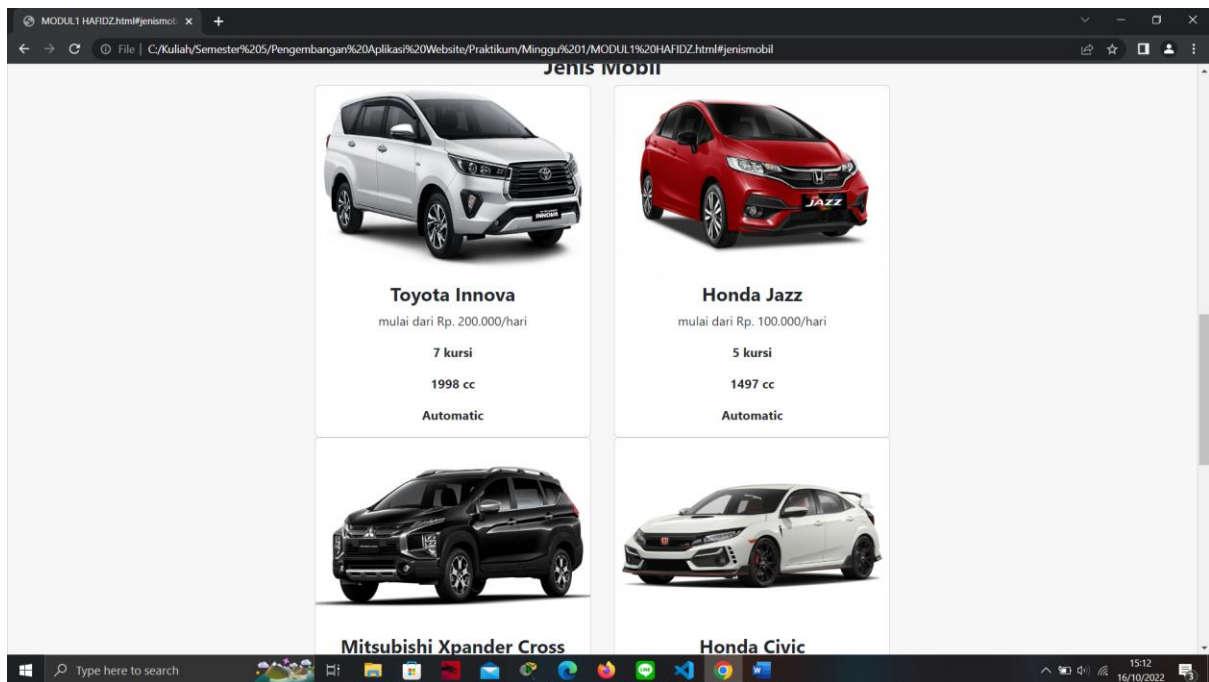 MODUL1 HAFIDZ.html#jenismob
File | C:/Kuliah/Semester%205/Pengembangan%20Aplikasi%20Website/Praktikum/Minggu%201/MODUL1%20HAFIDZ.html#jenismobil
Jenis Mobil
INNOVA
JAZZ
Toyota Innova
mulai dari Rp. 200.000/hari
7 kursi
1998 cc
Automatic
Honda Jazz
mulai dari Rp. 100.000/hari
5 kursi
1497 cc
Automatic
Mitsubishi Xpander Cross
Honda Civic
Type here to search
15:12
16/10/2022
3